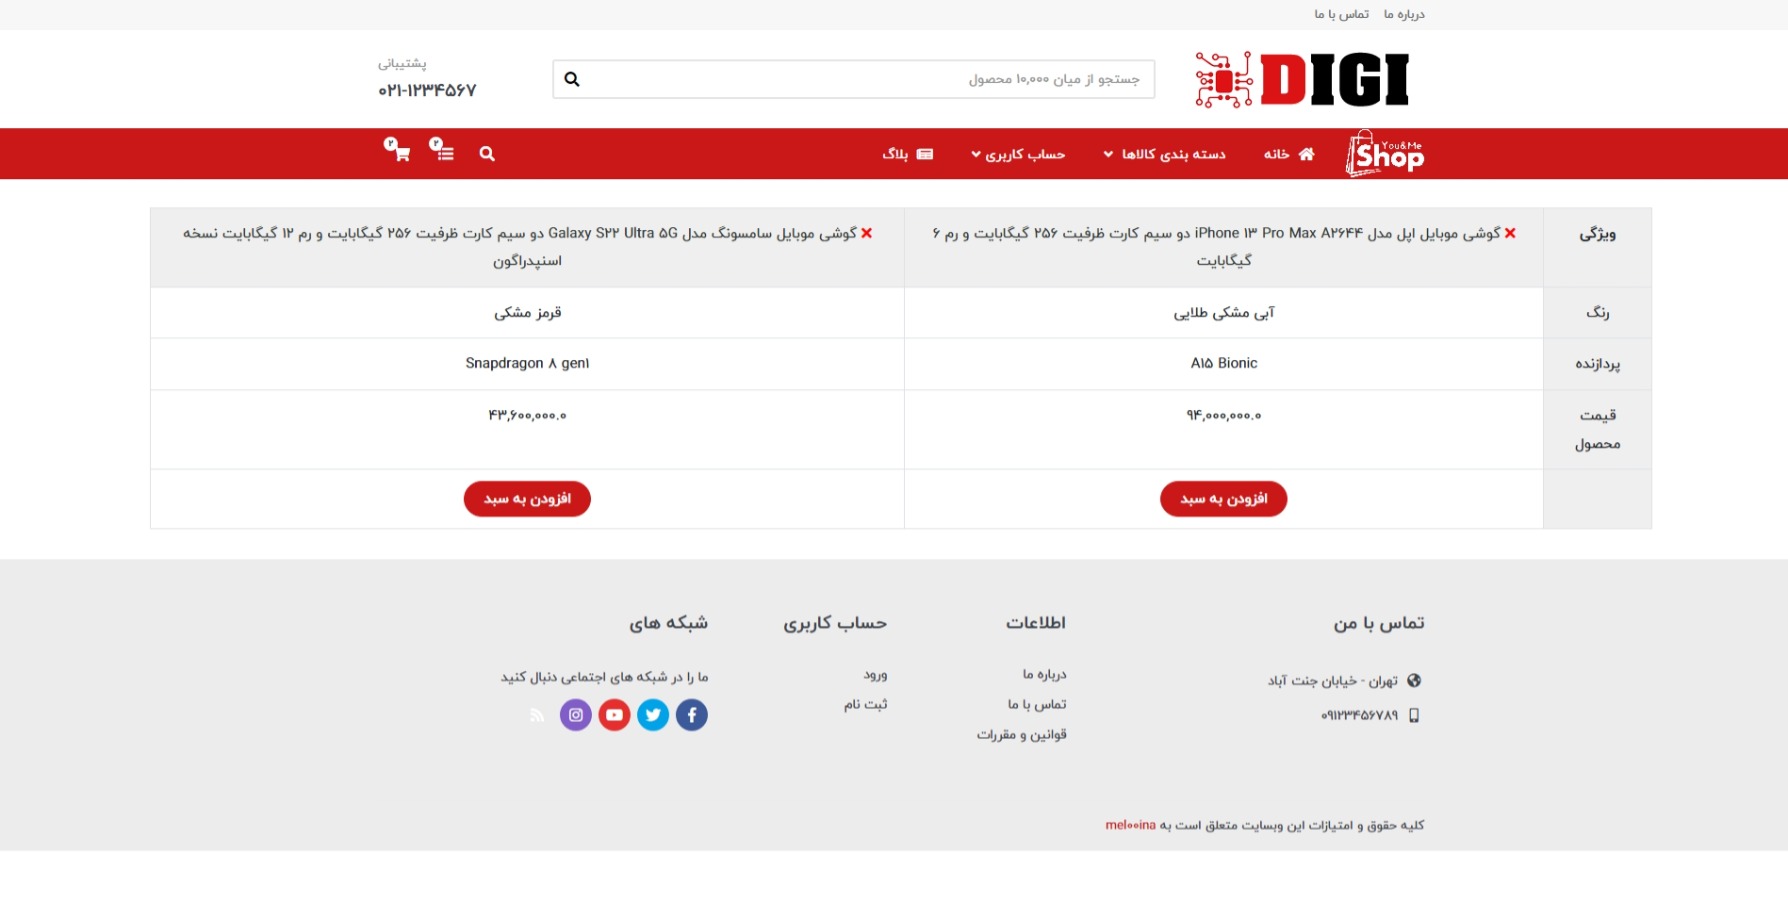 درباره ما
تماس با ما
DIGI
جستجو از میان ۱۰,۰۰۰ محصول
پشتیبانی
۰۲۱-۱۲۳۴۵۶۷
You&Me
Shop
خانه
دسته بندی کالاها
حساب کاربری
بلاگ
۲
۲
ویژگی
گوشی موبایل اپل مدل iPhone ۱۳ Pro Max A۲۶۴۴ دو سیم کارت ظرفیت ۲۵۶ گیگابایت و رم ۶
گیگابایت
گوشی موبایل سامسونگ مدل Galaxy S۲۲ Ultra ۵G دو سیم کارت ظرفیت ۲۵۶ گیگابایت و رم ۱۲ گیگابایت نسخه
اسنپدراگون
رنگ
آبی مشکی طلایی
قرمز مشکی
پردازنده
A۱۵ Bionic
Snapdragon ۸ gen۱
قیمت
محصول
۹۴,۰۰۰,۰۰۰.۰
۴۳,۶۰۰,۰۰۰.۰
افزودن به سبد
افزودن به سبد
تماس با من
تهران - خیابان جنت آباد
۰۹۱۲۳۴۵۶۷۸۹
اطلاعات
درباره ما
تماس با ما
قوانین و مقررات
حساب کاربری
ورود
ثبت نام
شبکه های
ما را در شبکه های اجتماعی دنبال کنید
کلیه حقوق و امتیازات این وبسایت متعلق است به mel۰۰ina